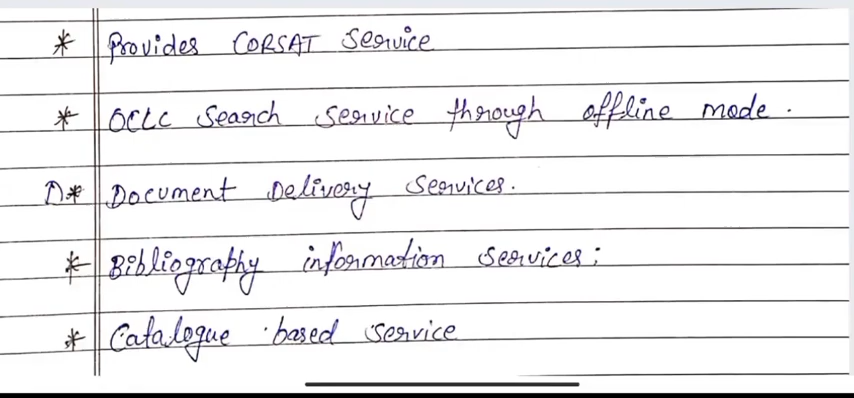 * Provides CORSAT Service
* OCLC Search Service through offline mode.
D* Document Delivery Services.
* Bibliography information Services:
* Catalogue based Service